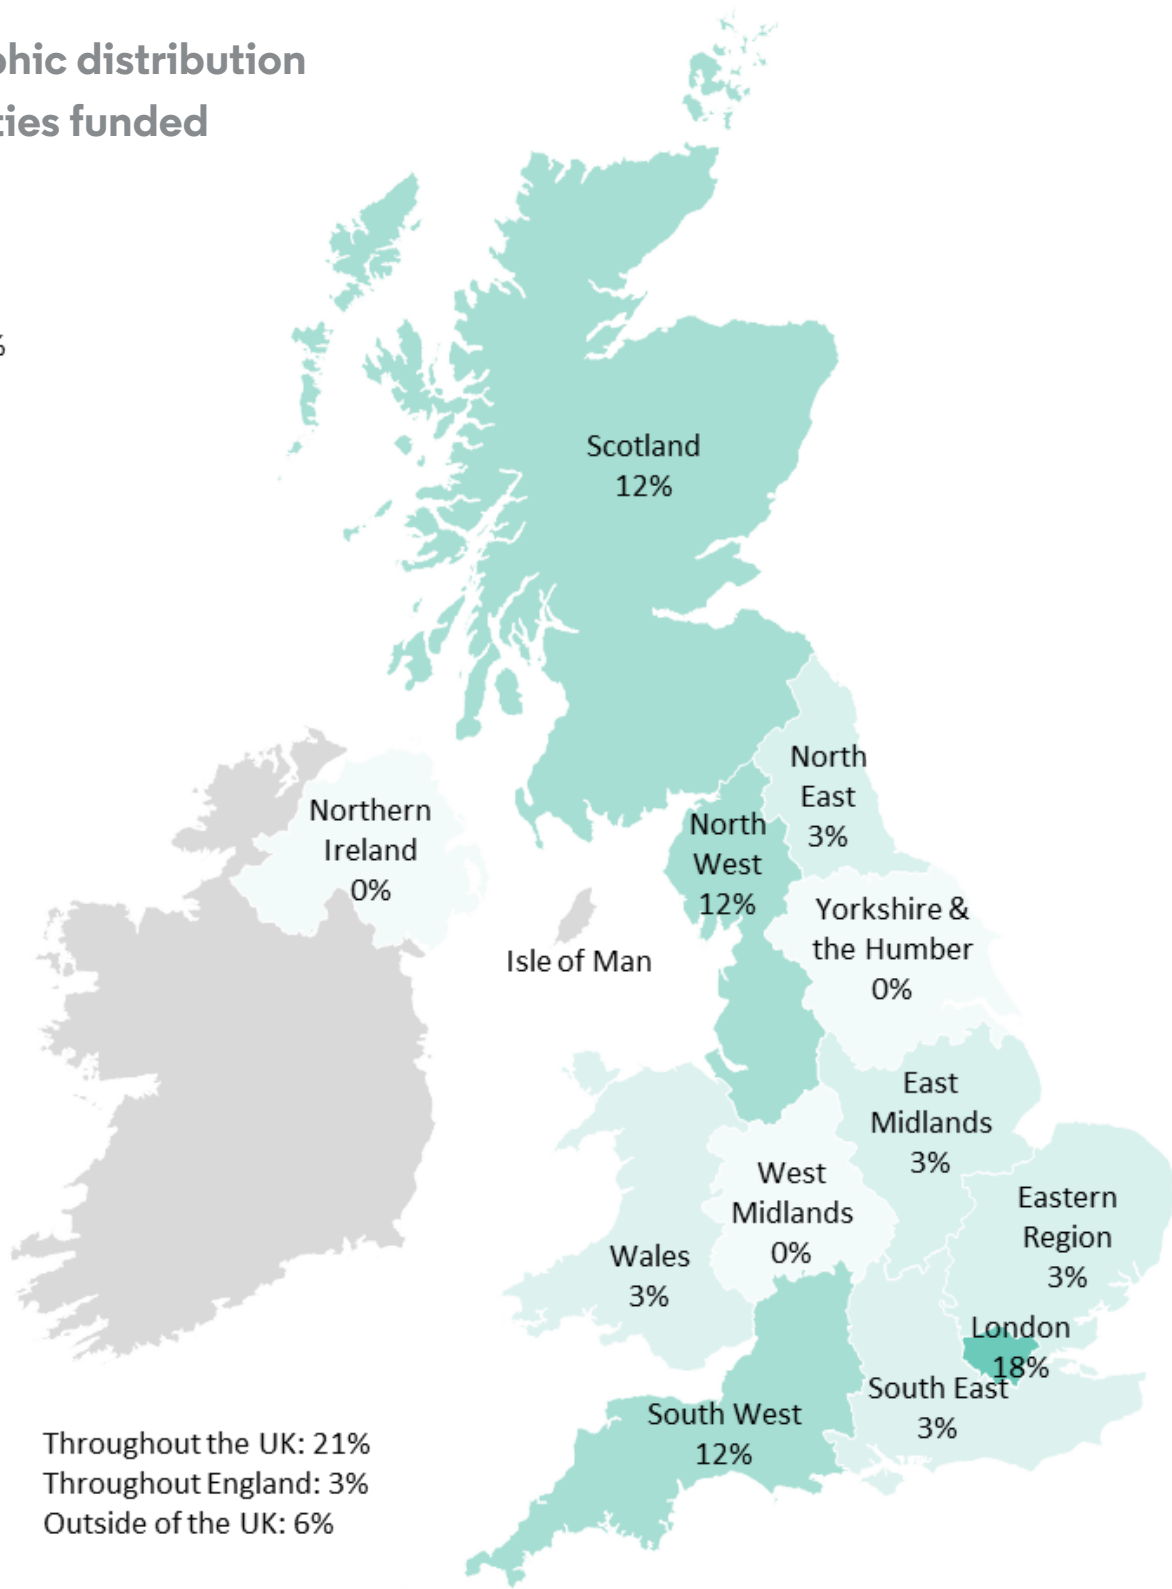 phic distribution
ties funded
%
Scotland
12%
North
East
3%
Northern
Ireland
0%
North
West
12%
Yorkshire &
the Humber
0%
Isle of Man
East
Midlands
3%
West
Midlands
0%
Eastern
Region
3%
Wales
3%
London
18%
South East
3%
South West
12%
Throughout the UK: 21%
Throughout England: 3%
Outside of the UK: 6%